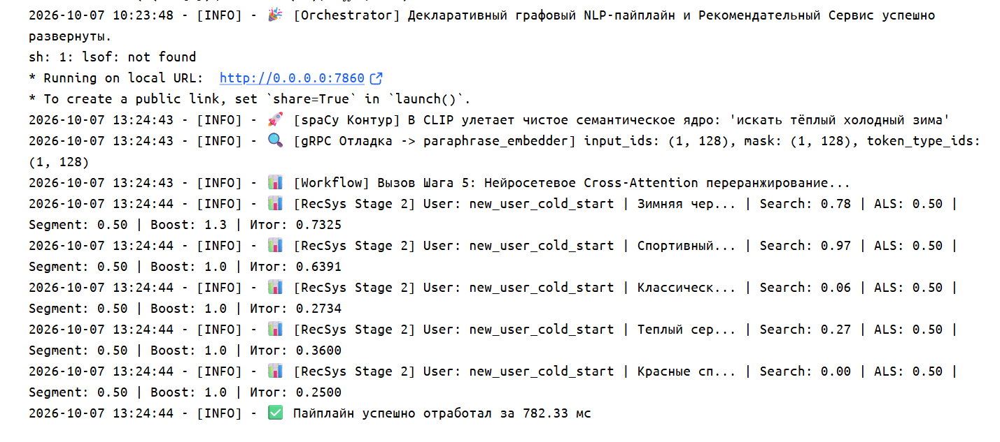 2026-10-07 10:23:48 - [INFO] - 🎉 [Orchestrator] Декларативный графовый NLP-пайплайн и Рекомендательный Сервис успешно
развернуты.
sh: 1: lsof: not found
* Running on local URL:  http://0.0.0.0:7860
* To create a public link, set `share=True` in `launch()`.
2026-10-07 13:24:43 - [INFO] - 🚀 [spaCy Контур] В CLIP улетает чистое семантическое ядро: 'искать тёплый холодный зима'
2026-10-07 13:24:43 - [INFO] - 🔍 [gRPC Отладка -> paraphrase_embedder] input_ids: (1, 128), mask: (1, 128), token_type_ids:
(1, 128)
2026-10-07 13:24:43 - [INFO] - 📊 [Workflow] Вызов Шага 5: Нейросетевое Cross-Attention переранжирование...
2026-10-07 13:24:43 - [INFO] - 📊 [RecSys Stage 2] User: new_user_cold_start | Зимняя чер... | Search: 0.78 | ALS: 0.50 |
Segment: 0.50 | Boost: 1.3 | Итог: 0.7325
2026-10-07 13:24:44 - [INFO] - 📊 [RecSys Stage 2] User: new_user_cold_start | Спортивный... | Search: 0.97 | ALS: 0.50 |
Segment: 0.50 | Boost: 1.0 | Итог: 0.6391
2026-10-07 13:24:44 - [INFO] - 📊 [RecSys Stage 2] User: new_user_cold_start | Классическ... | Search: 0.06 | ALS: 0.50 |
Segment: 0.50 | Boost: 1.0 | Итог: 0.2734
2026-10-07 13:24:44 - [INFO] - 📊 [RecSys Stage 2] User: new_user_cold_start | Теплый сер... | Search: 0.27 | ALS: 0.50 |
Segment: 0.50 | Boost: 1.0 | Итог: 0.3600
2026-10-07 13:24:44 - [INFO] - 📊 [RecSys Stage 2] User: new_user_cold_start | Красные сп... | Search: 0.00 | ALS: 0.50 |
Segment: 0.50 | Boost: 1.0 | Итог: 0.2500
2026-10-07 13:24:44 - [INFO] - ✅ Пайплайн успешно отработал за 782.33 мс